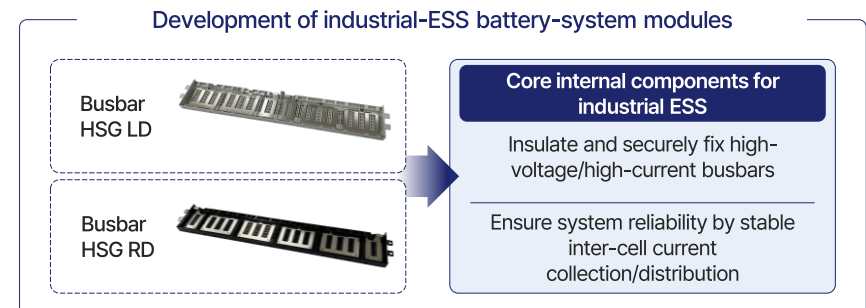 Development of industrial-ESS battery-system modules
Busbar
HSG LD
Busbar
HSG RD
Core internal components for
industrial ESS
Insulate and securely fix high-
voltage/high-current busbars
Ensure system reliability by stable
inter-cell current
collection/distribution